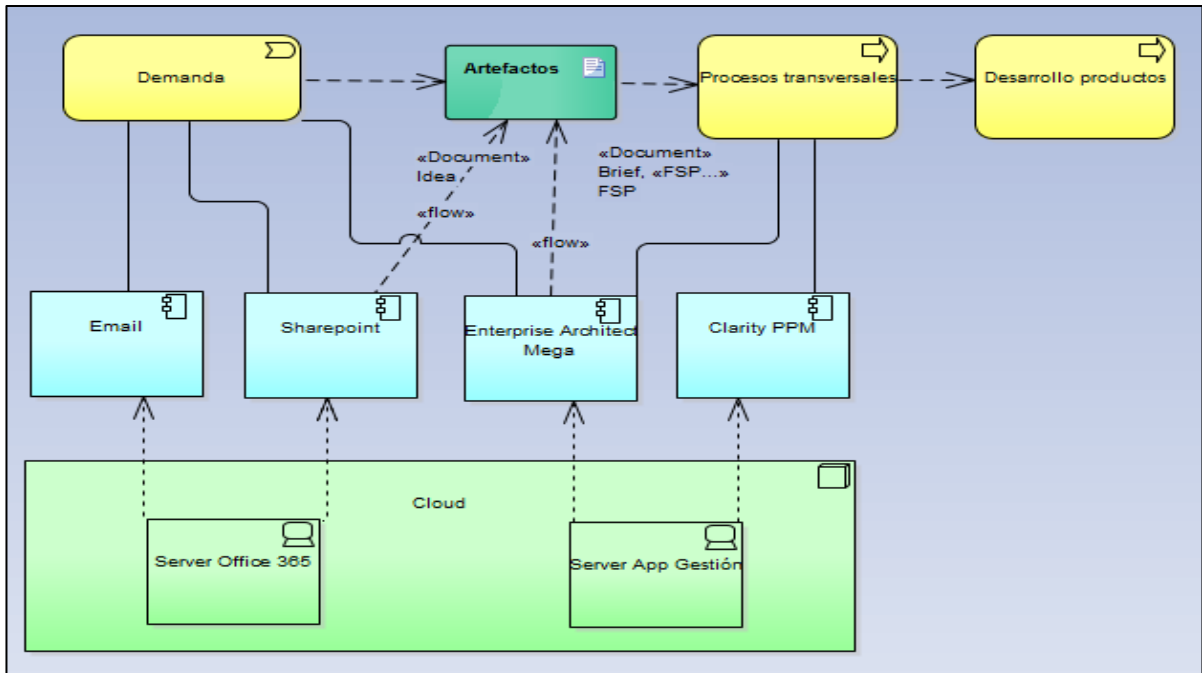 Demanda
Artefactos
Procesos transversales
Desarrollo productos
«Document»
Idea
«flow»
«Document»
Brief, «FSP...»
FSP
«flow»
Email
Sharepoint
Enterprise Architect
Mega
Clarity PPM
Cloud
Server Office 365
Server App Gestión